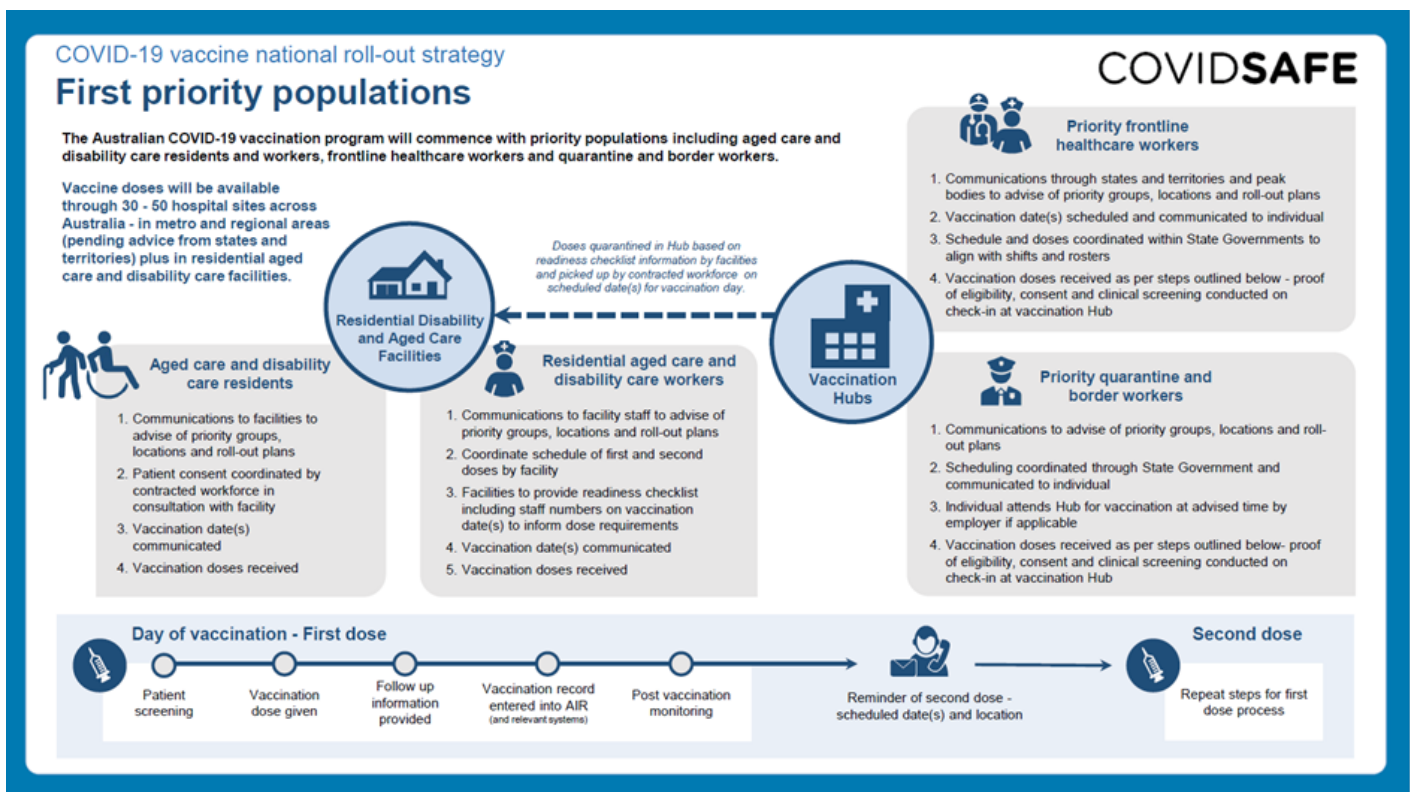 COVID-19 vaccine national roll-out strategy
First priority populations
COVIDSAFE
The Australian COVID-19 vaccination program will commence with priority populations including aged care and
disability care residents and workers, frontline healthcare workers and quarantine and border workers.
Vaccine doses will be available
through 30 - 50 hospital sites across
Australia - in metro and regional areas
(pending advice from states and
territories) plus in residential aged
care and disability care facilities.
Residential Disability
and Aged Care
Facilities
Doses quarantined in Hub based on
readiness checklist information by facilities
and picked up by contracted workforce on
scheduled date(s) for vaccination day.
Vaccination
Hubs
Priority frontline
healthcare workers
1. Communications through states and territories and peak
bodies to advise of priority groups, locations and roll-out plans
2. Vaccination date(s) scheduled and communicated to individual
3. Schedule and doses coordinated within State Governments to
align with shifts and rosters
4. Vaccination doses received as per steps outlined below - proof
of eligibility, consent and clinical screening conducted on
check-in at vaccination Hub
Aged care and disability
care residents
1. Communications to facilities to
advise of priority groups,
locations and roll-out plans
2. Patient consent coordinated by
contracted workforce in
consultation with facility
3. Vaccination date(s)
communicated
4. Vaccination doses received
Residential aged care and
disability care workers
1. Communications to facility staff to advise of
priority groups, locations and roll-out plans
2. Coordinate schedule of first and second
doses by facility
3. Facilities to provide readiness checklist
including staff numbers on vaccination
date(s) to inform dose requirements
4. Vaccination date(s) communicated
5. Vaccination doses received
Priority quarantine and
border workers
1. Communications to advise of priority groups, locations and roll-
out plans
2. Scheduling coordinated through State Government and
communicated to individual
3. Individual attends Hub for vaccination at advised time by
employer if applicable
4. Vaccination doses received as per steps outlined below- proof
of eligibility, consent and clinical screening conducted on
check-in at vaccination Hub
Day of vaccination - First dose
Patient
screening
Vaccination
dose given
Follow up
information
provided
Vaccination record
entered into AIR
(and relevant systems)
Post vaccination
monitoring
Reminder of second dose -
scheduled date(s) and location
Second dose
Repeat steps for first
dose process